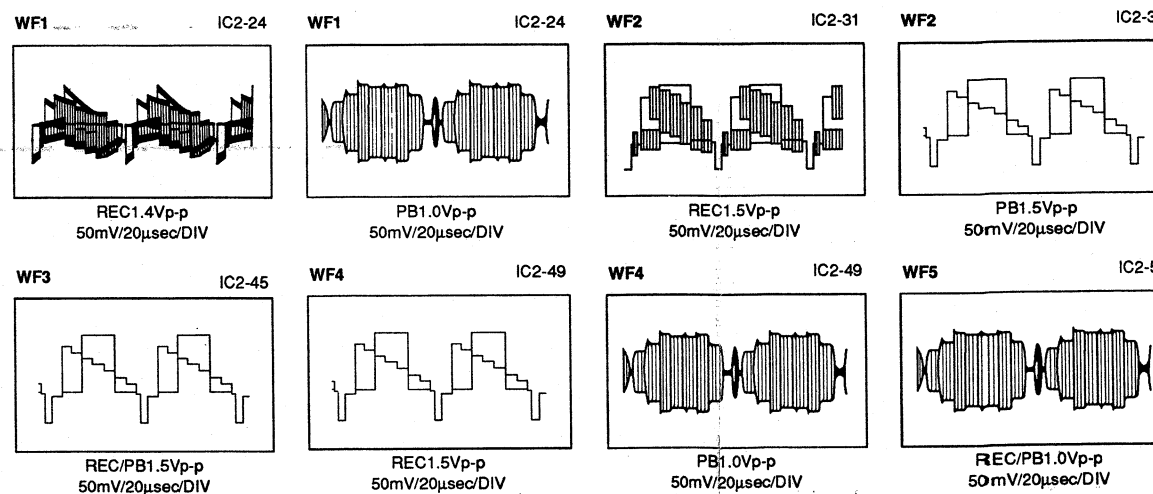 WF1 IC2-24 WF1 IC2-24 WF2 IC2-31 WF2
REC1.4Vp-p PB1.0Vp-p REC1.5Vp-p PB1.5Vp-p
50mV/20μsec/DIV 50mV/20μsec/DIV 50mV/20μsec/DIV 50mV/20μsec/DIV
WF3 IC2-45 WF4 IC2-49 WF4 IC2-49 WF5
REC/PB1.5Vp-p REC1.5Vp-p PB1.0Vp-p REC/PB1.0Vp-p
50mV/20μsec/DIV 50mV/20μsec/DIV 50mV/20μsec/DIV 50mV/20μsec/DIV